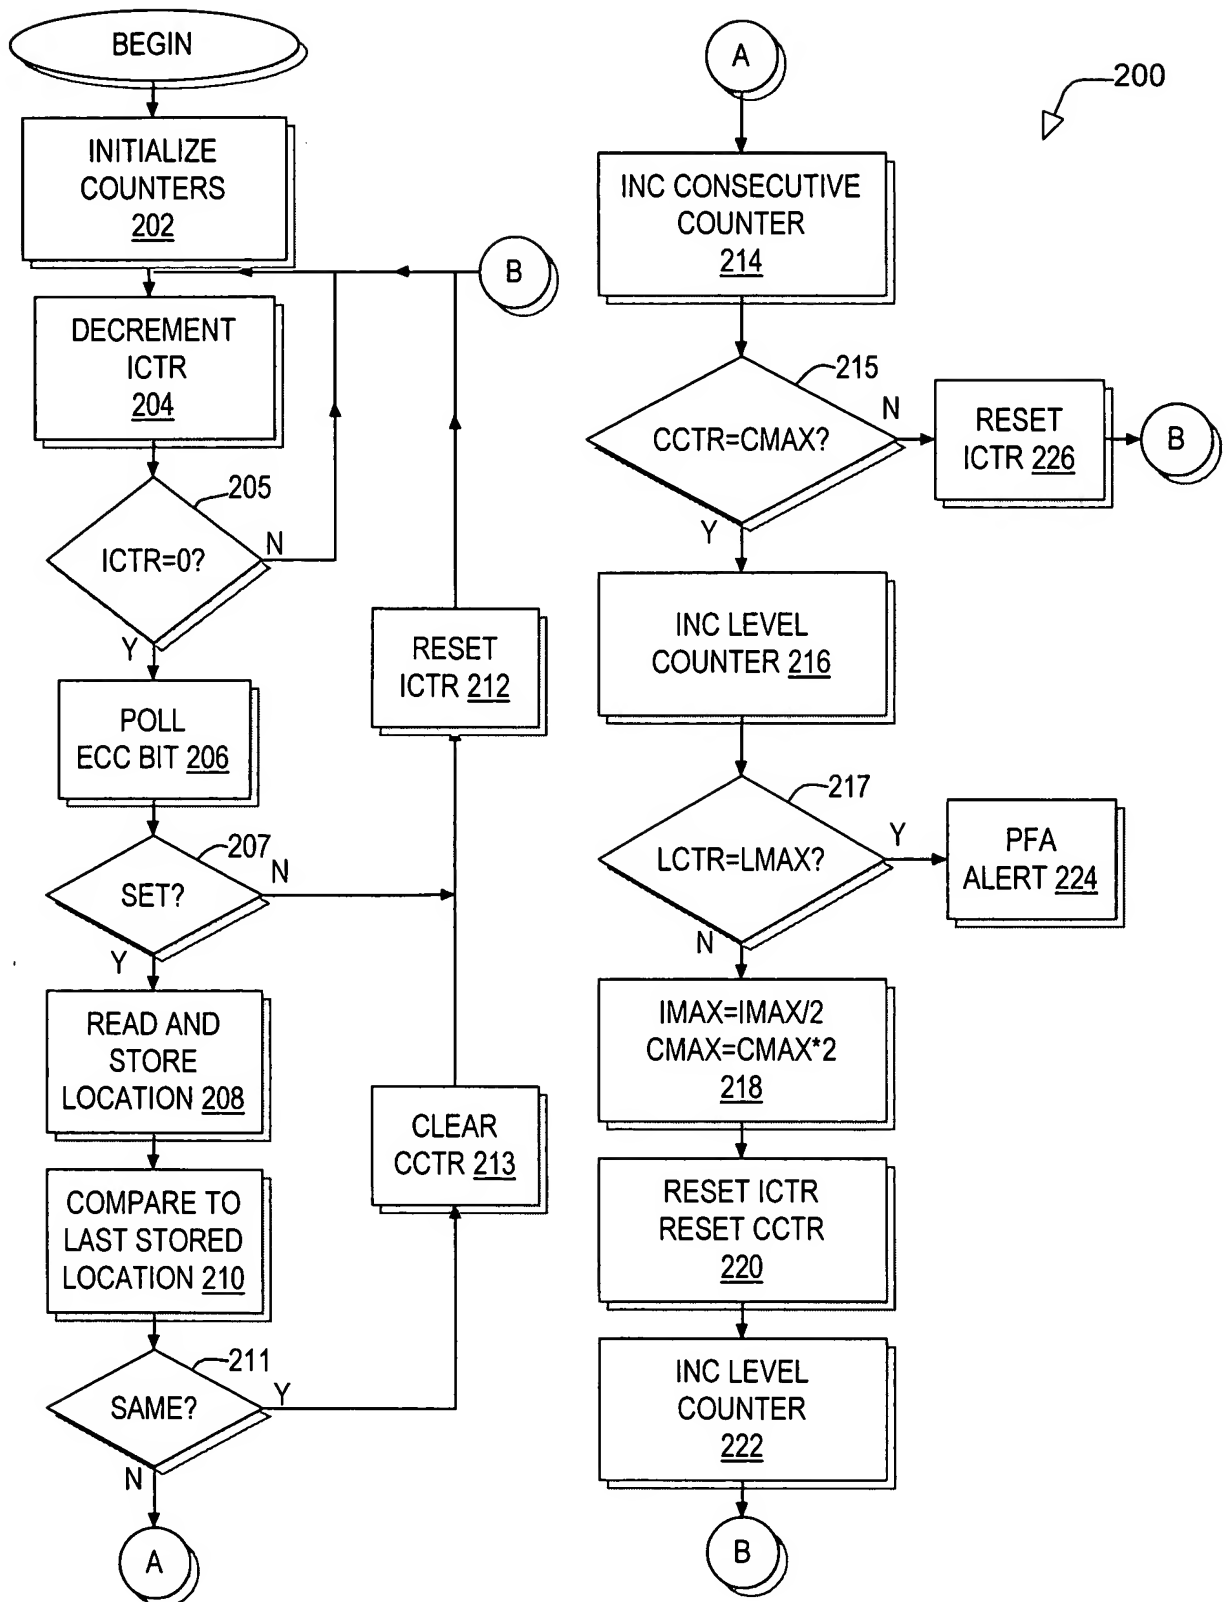 BEGIN
INITIALIZE
COUNTERS
202
B
DECREMENT
ICTR
204
205
ICTR=0?
N
Y
RESET
ICTR 212
POLL
ECC BIT 206
207
SET?
N
Y
READ AND
STORE
LOCATION 208
CLEAR
CCTR 213
COMPARE TO
LAST STORED
LOCATION 210
211
SAME?
Y
N
A
A
200
INC CONSECUTIVE
COUNTER
214
215
CCTR=CMAX?
N
RESET
ICTR 226
B
Y
INC LEVEL
COUNTER 216
217
LCTR=LMAX?
Y
PFA
ALERT 224
N
IMAX=IMAX/2
CMAX=CMAX*2
218
RESET ICTR
RESET CCTR
220
INC LEVEL
COUNTER
222
B